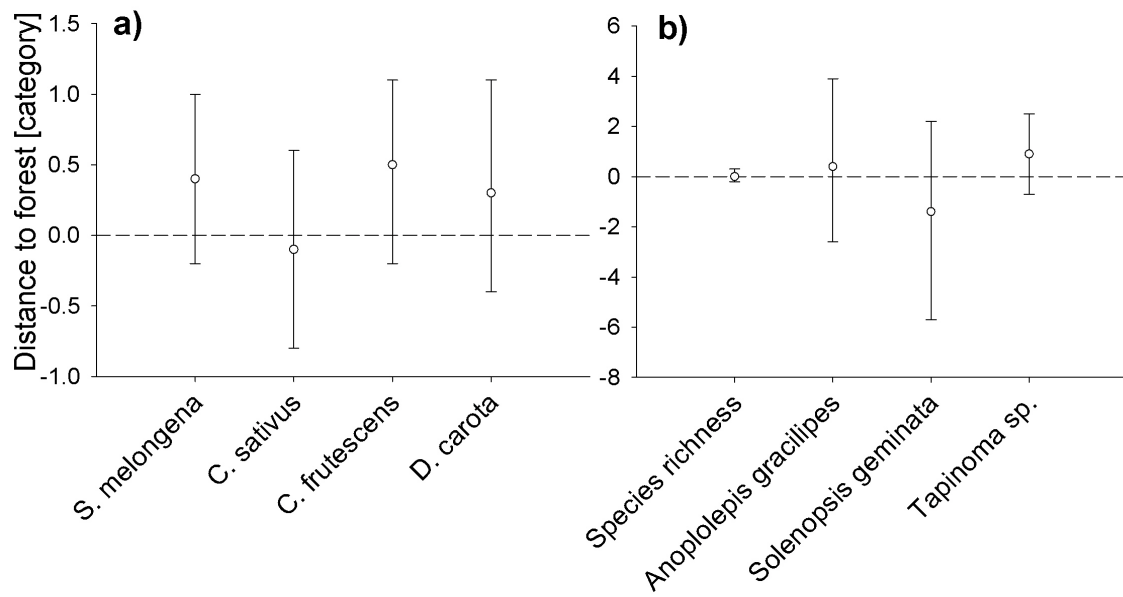 a)
Distance to forest [category]
1.5
1.0
0.5
0.0
-0.5
-1.0
S. melongena
C. sativus
C. frutescens
D. carota
b)
6
4
2
0
-2
-4
-6
-8
Species richness
Anoplolepis gracilipes
Solenopsis geminata
Tapinoma sp.